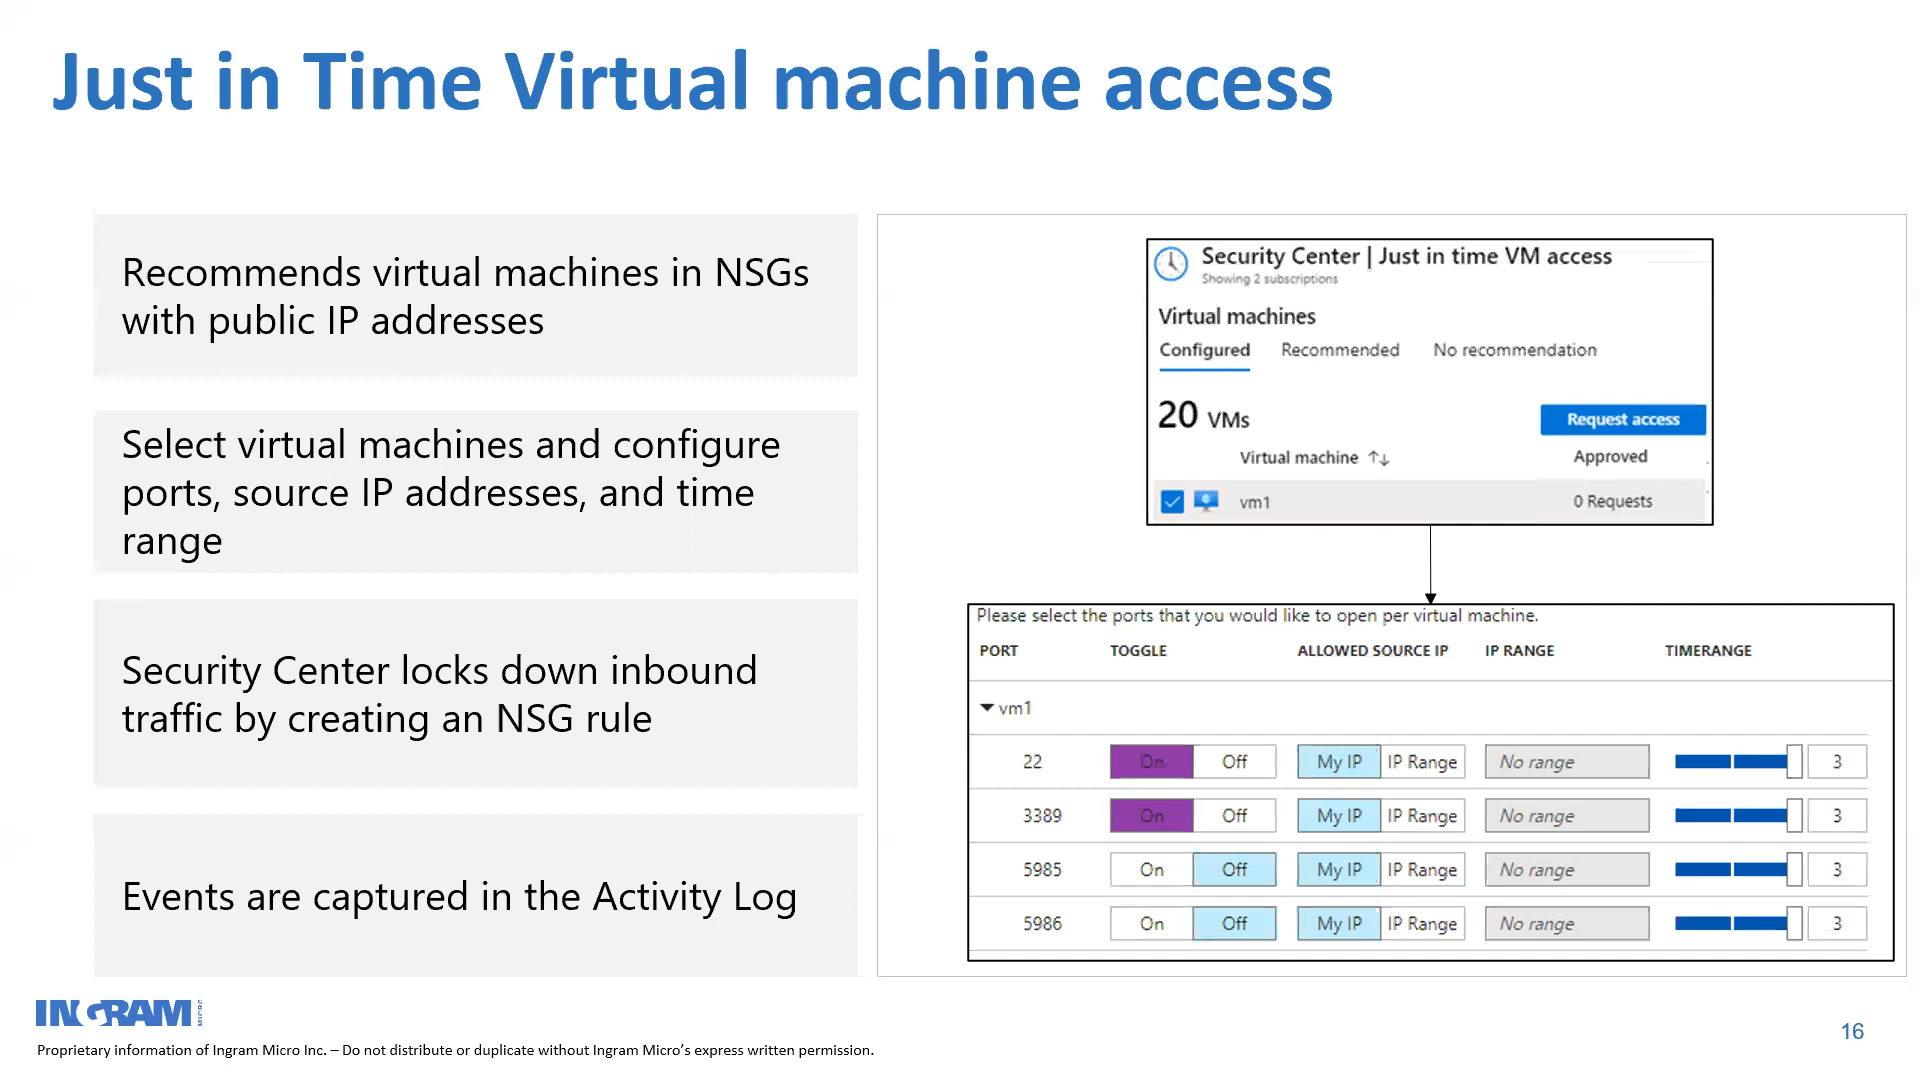 Just in Time Virtual machine access
Recommends virtual machines in NSGs
with public IP addresses
Select virtual machines and configure
ports, source IP addresses, and time
range
Security Center locks down inbound
traffic by creating an NSG rule
Events are captured in the Activity Log
Security Center | Just in time VM access
Showing 2 subscriptions
Virtual machines
Configured Recommended No recommendation
20 VMs Request access
Virtual machine ↑↓ Approved
vm1 0 Requests
Please select the ports that you would like to open per virtual machine.
PORT TOGGLE ALLOWED SOURCE IP IP RANGE TIMERANGE
vm1
22 On Off My IP IP Range No range 3
3389 On Off My IP IP Range No range 3
5985 On Off My IP IP Range No range 3
5986 On Off My IP IP Range No range 3
INGRAM MICRO
16
Proprietary information of Ingram Micro Inc. – Do not distribute or duplicate without Ingram Micro's express written permission.